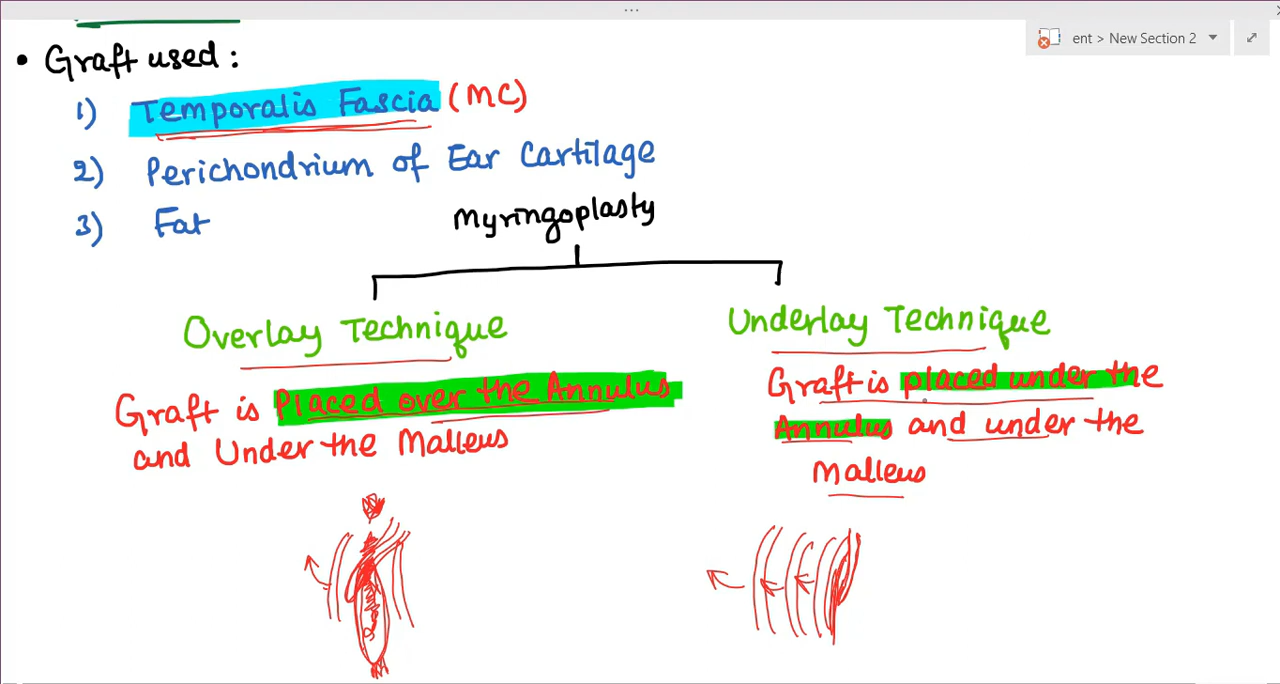 ent > New Section 2
• Graft used :
1) Temporalis Fascia (MC)
2) Perichondrium of Ear Cartilage
3) Fat
Myringoplasty
Overlay Technique
Graft is Placed over the Annulus
and Under the Malleus
Underlay Technique
Graft is placed under the
Annulus and under the
Malleus